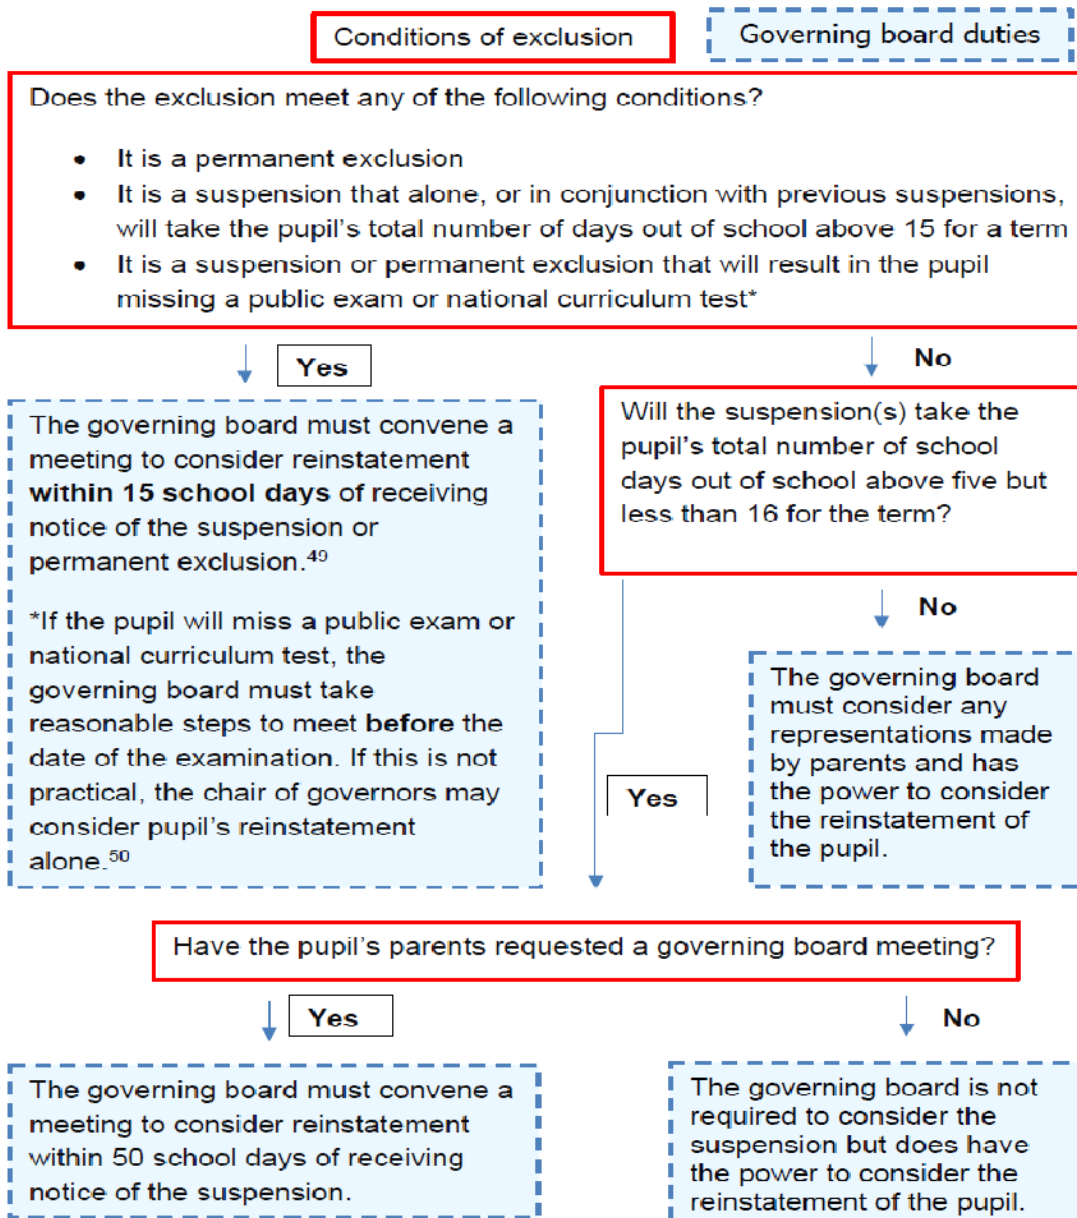 Conditions of exclusion
Governing board duties
Does the exclusion meet any of the following conditions?
• It is a permanent exclusion
• It is a suspension that alone, or in conjunction with previous suspensions,
will take the pupil's total number of days out of school above 15 for a term
• It is a suspension or permanent exclusion that will result in the pupil
missing a public exam or national curriculum test*
Yes
No
The governing board must convene a
meeting to consider reinstatement
within 15 school days of receiving
notice of the suspension or
permanent exclusion.49
*If the pupil will miss a public exam or
national curriculum test, the
governing board must take
reasonable steps to meet before the
date of the examination. If this is not
practical, the chair of governors may
consider pupil's reinstatement
alone.50
Will the suspension(s) take the
pupil's total number of school
days out of school above five but
less than 16 for the term?
No
The governing board
must consider any
representations made
by parents and has
the power to consider
the reinstatement of
the pupil.
Yes
Have the pupil's parents requested a governing board meeting?
Yes
No
The governing board must convene a
meeting to consider reinstatement
within 50 school days of receiving
notice of the suspension.
The governing board is not
required to consider the
suspension but does have
the power to consider the
reinstatement of the pupil.